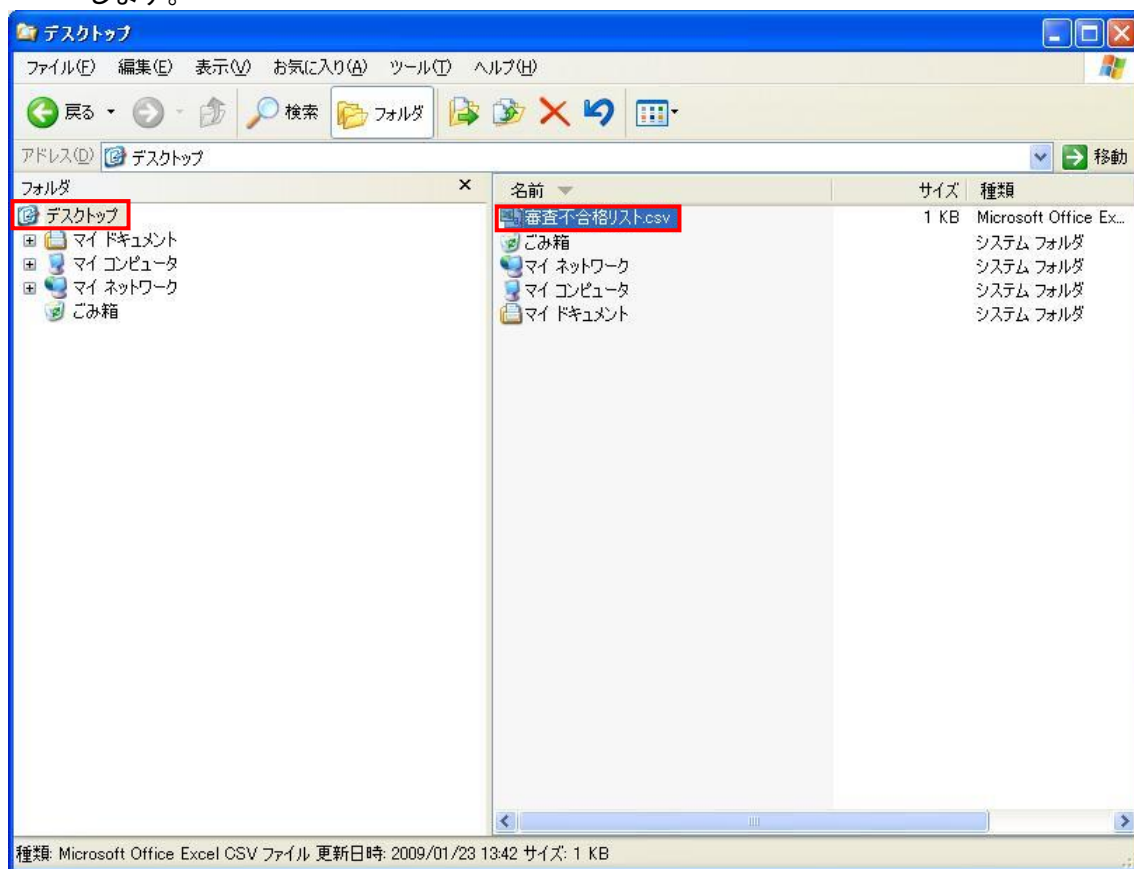 します。
デスクトップ
ファイル(F) 編集(E) 表示(V) お気に入り(A) ツール(T) ヘルプ(H)
戻る 検索 フォルダ
アドレス(D) デスクトップ 移動
フォルダ × 名前 サイズ 種類
デスクトップ
マイ ドキュメント
マイ コンピュータ
マイ ネットワーク
ごみ箱
審査不合格リスト.csv 1 KB Microsoft Office Ex...
ごみ箱 システム フォルダ
マイ ネットワーク システム フォルダ
マイ コンピュータ システム フォルダ
マイ ドキュメント システム フォルダ
種類: Microsoft Office Excel CSV ファイル 更新日時: 2009/01/23 13:42 サイズ: 1 KB